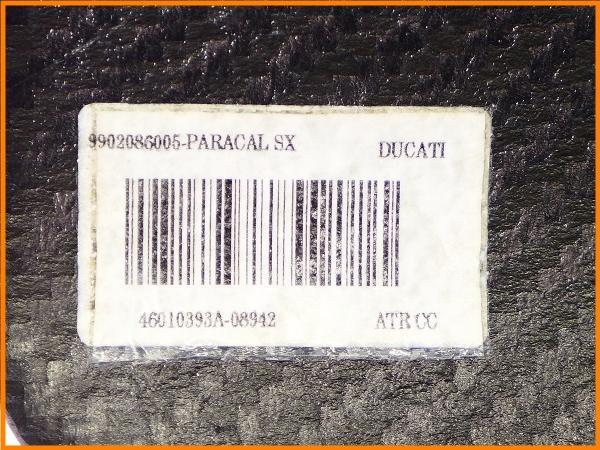 9902086005-PARACAL SX DUCATI
46010393A-08942 ATR CC